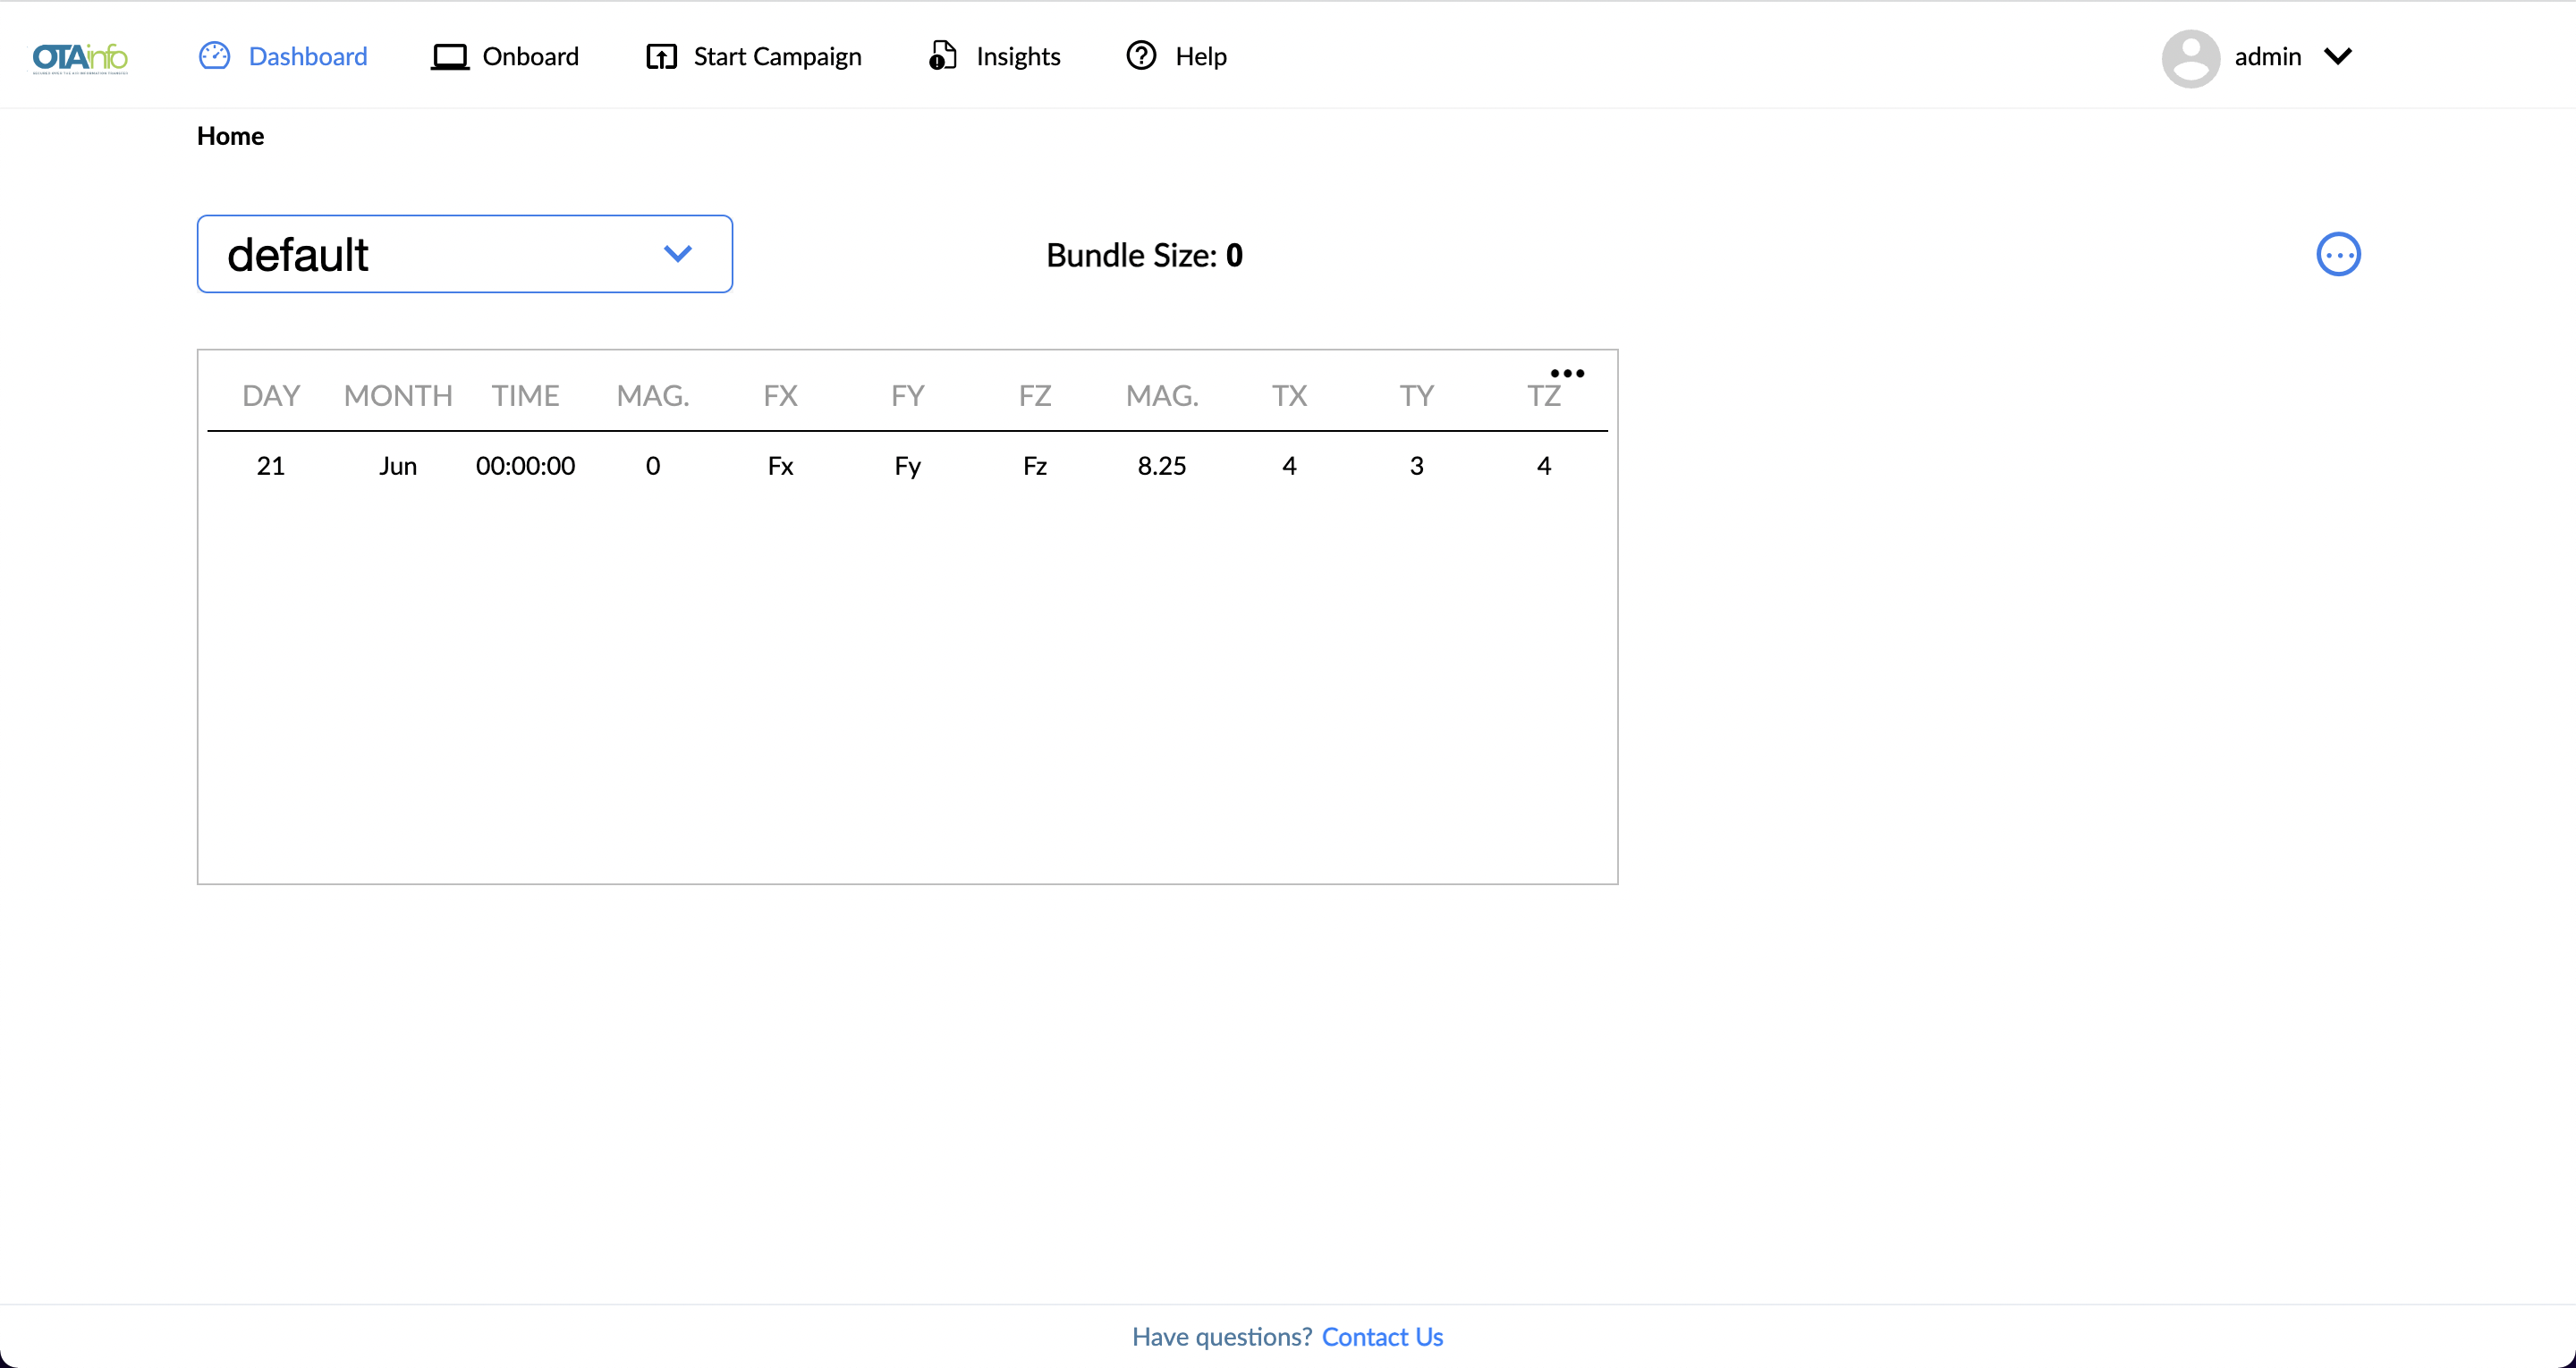 OTAinfo
Dashboard Onboard Start Campaign Insights Help admin
Home
default Bundle Size: 0
DAY MONTH TIME MAG. FX FY FZ MAG. TX TY TZ
21 Jun 00:00:00 0 Fx Fy Fz 8.25 4 3 4
Have questions? Contact Us